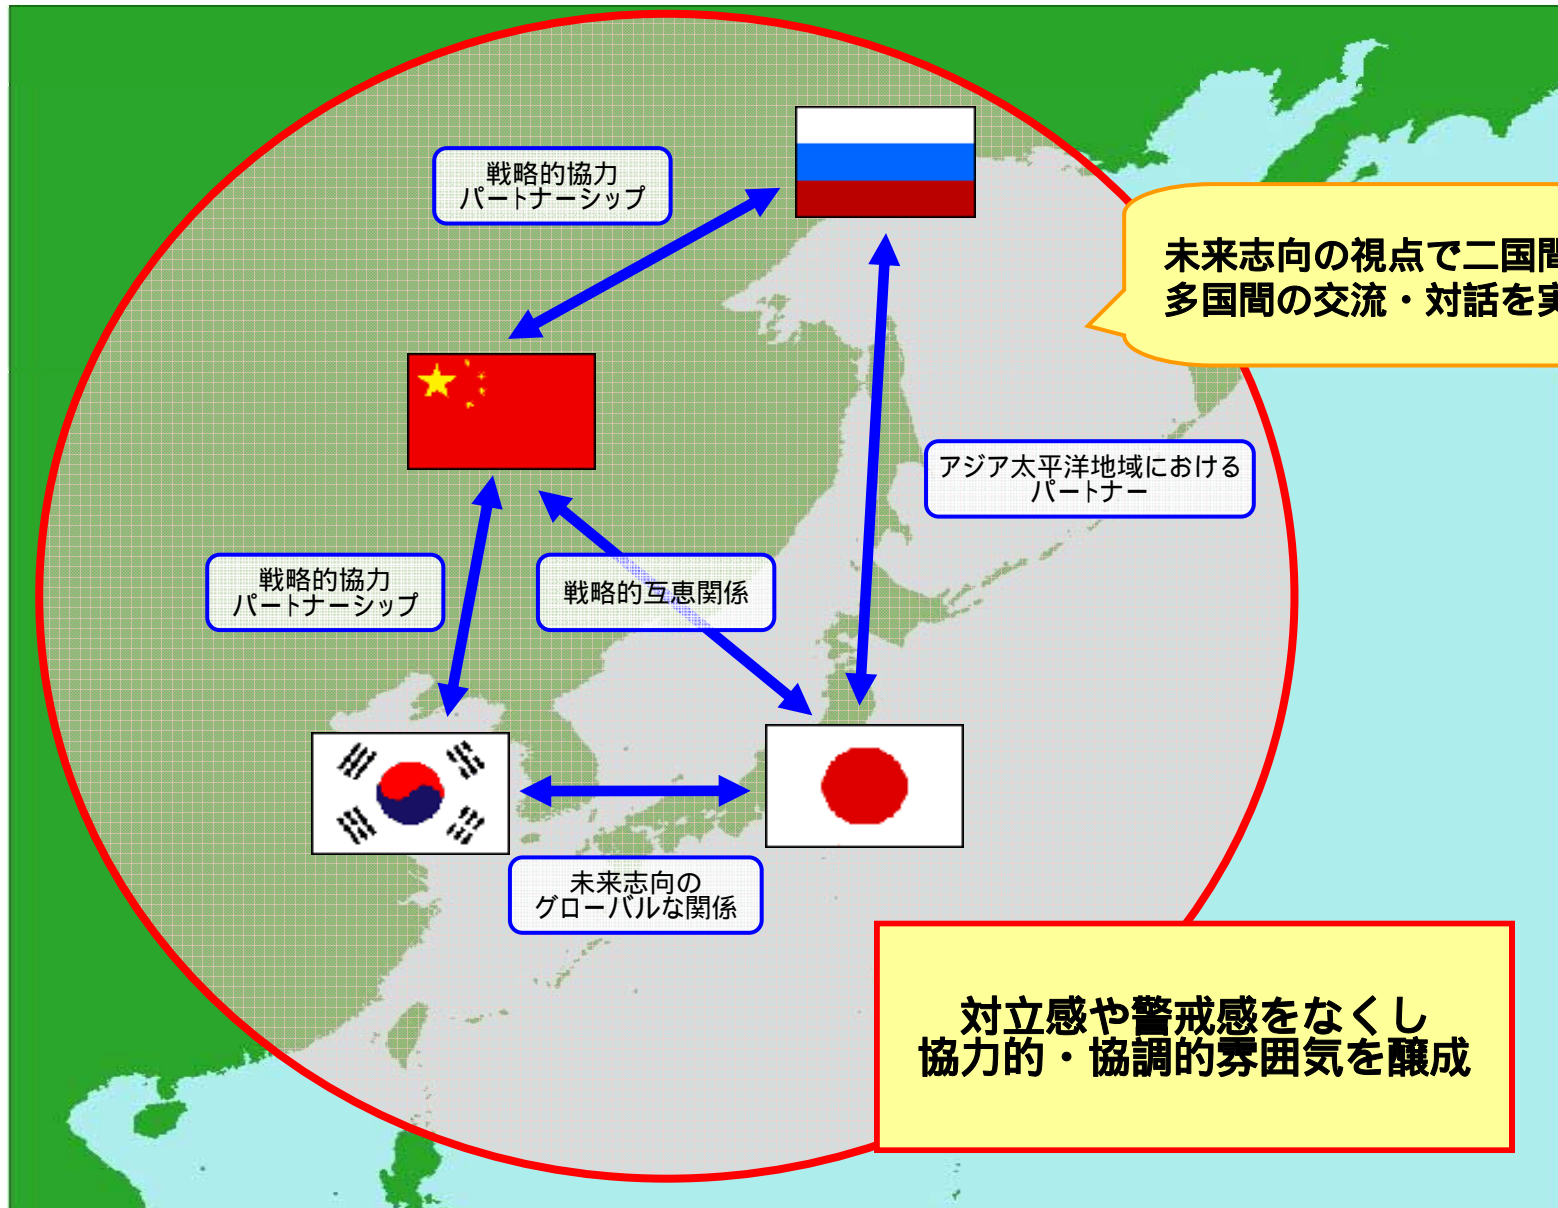 戦略的協力
パートナーシップ
未来志向の視点で二国間
多国間の交流・対話を実
アジア太平洋地域における
パートナー
戦略的協力
パートナーシップ
戦略的互恵関係
未来志向の
グローバルな関係
対立感や警戒感をなくし
協力的・協調的雰囲気を醸成